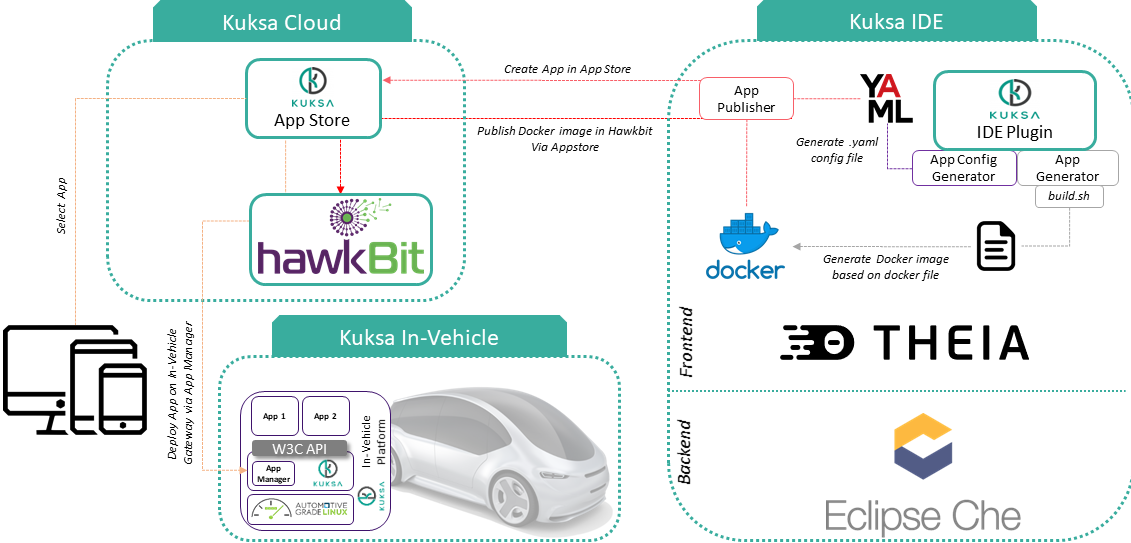 Kuksa Cloud
KUKSA
App Store
hawkBit
Select App
Deploy App on In-Vehicle
Gateway via App Manager
Create App in App Store
Publish Docker image in Hawkbit
Via Appstore
Kuksa IDE
App
Publisher
YA
ML
KUKSA
IDE Plugin
Generate .yaml
config file
App Config
Generator
App
Generator
build.sh
docker
Generate Docker image
based on docker file
THEIA
Frontend
Backend
Eclipse Che
Kuksa In-Vehicle
App 1
App 2
W3C API
App
Manager
KUKSA
In-Vehicle
Platform
KUKSA
AUTOMOTIVE
GRADELINUX